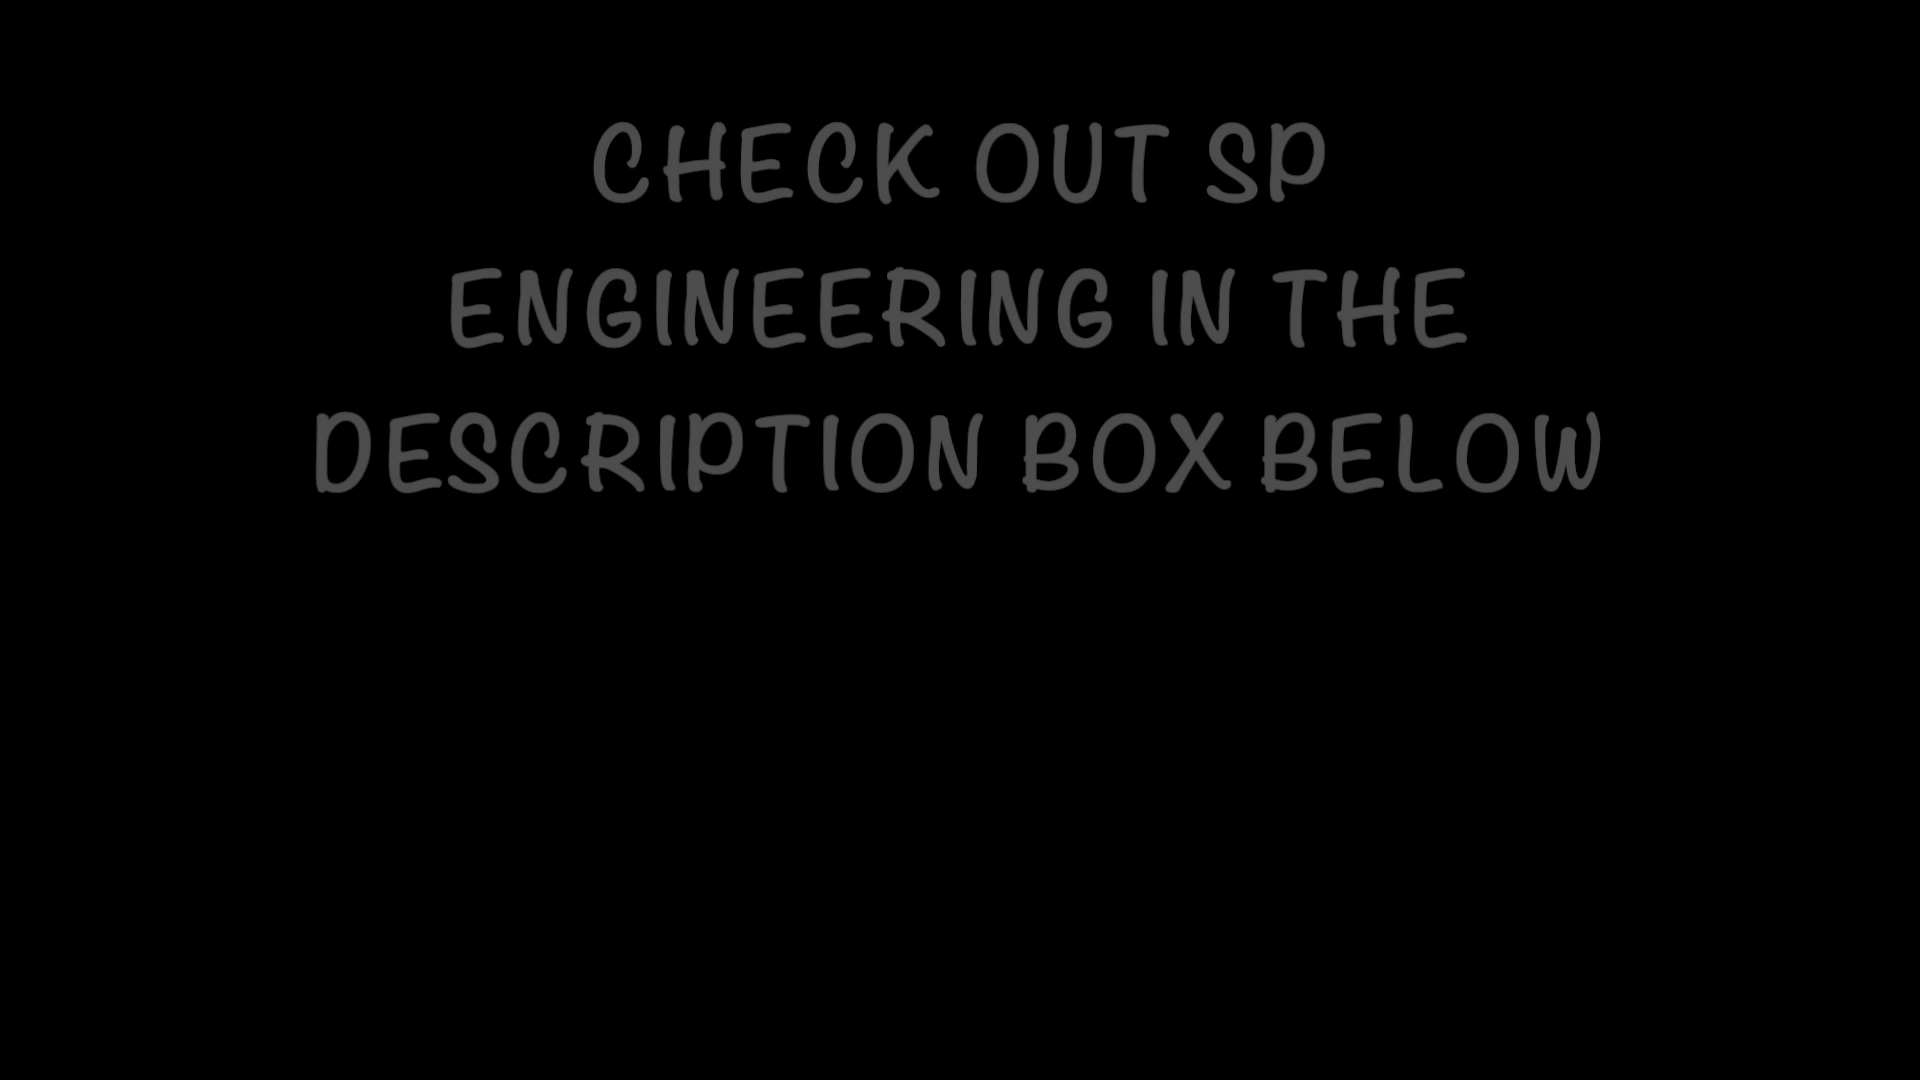 CHECK OUT SP
ENGINEERING IN THE
DESCRIPTION BOX BELOW